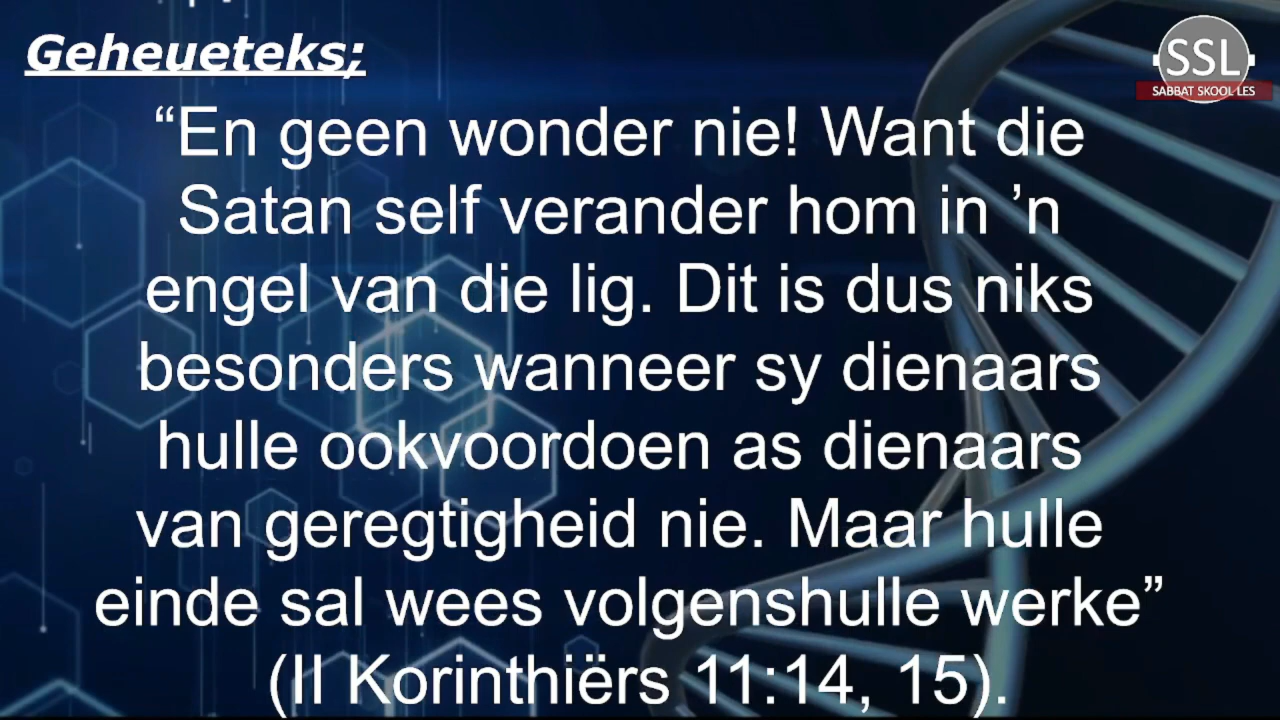 Geheueteks;
SSL
SABBAT SKOOL LES
“En geen wonder nie! Want die
Satan self verander hom in ’n
engel van die lig. Dit is dus niks
besonders wanneer sy dienaars
hulle ookvoordoen as dienaars
van geregtigheid nie. Maar hulle
einde sal wees volgenshulle werke”
(II Korinthiërs 11:14, 15).